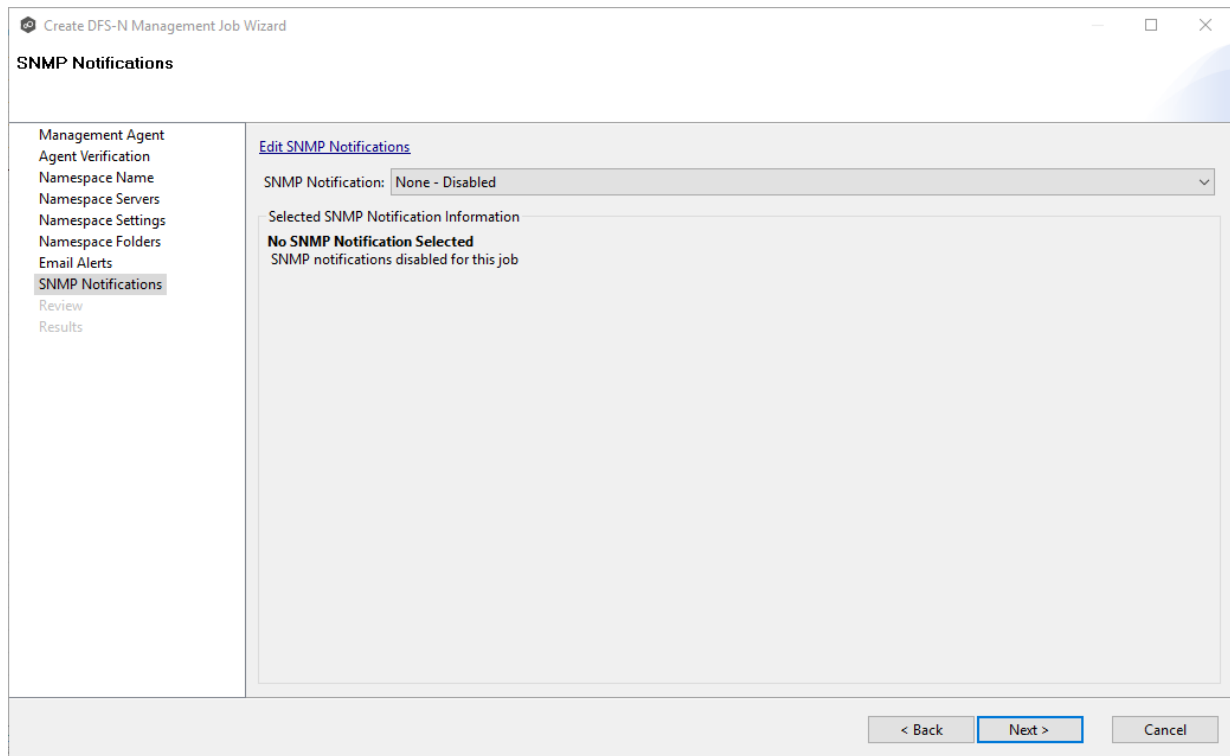 Create DFS-N Management Job Wizard
SNMP Notifications
Management Agent
Agent Verification
Namespace Name
Namespace Servers
Namespace Settings
Namespace Folders
Email Alerts
SNMP Notifications
Review
Results
Edit SNMP Notifications
SNMP Notification: None - Disabled
Selected SNMP Notification Information
No SNMP Notification Selected
SNMP notifications disabled for this job
< Back Next > Cancel